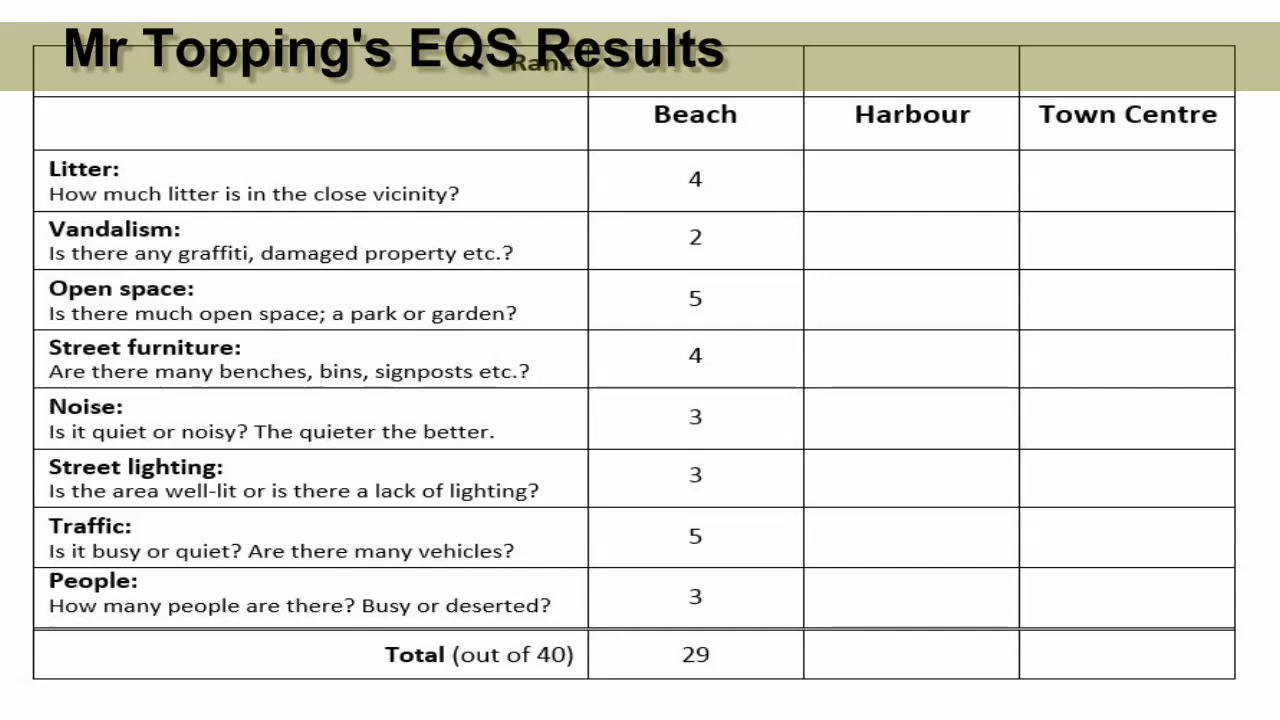 Mr Topping's EQS Results
Rank
Beach Harbour Town Centre
Litter:
How much litter is in the close vicinity?
4
Vandalism:
Is there any graffiti, damaged property etc.?
2
Open space:
Is there much open space; a park or garden?
5
Street furniture:
Are there many benches, bins, signposts etc.?
4
Noise:
Is it quiet or noisy? The quieter the better.
3
Street lighting:
Is the area well-lit or is there a lack of lighting?
3
Traffic:
Is it busy or quiet? Are there many vehicles?
5
People:
How many people are there? Busy or deserted?
3
Total (out of 40) 29